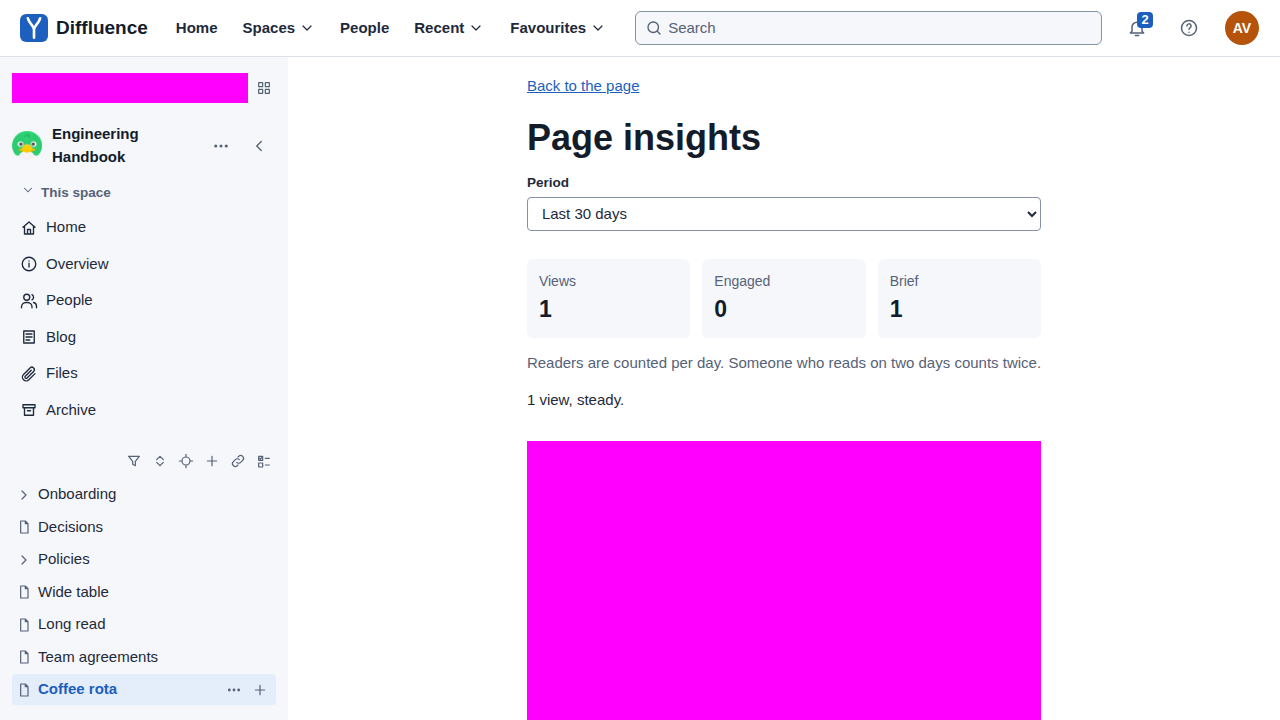 Diffluence
Home
Spaces
People
Recent
Favourites
Search
2
AV
Engineering
Handbook
This space
Home
Overview
People
Blog
Files
Archive
Onboarding
Decisions
Policies
Wide table
Long read
Team agreements
Coffee rota
Back to the page
Page insights
Period
Last 30 days
Views
1
Engaged
0
Brief
1
Readers are counted per day. Someone who reads on two days counts twice.
1 view, steady.